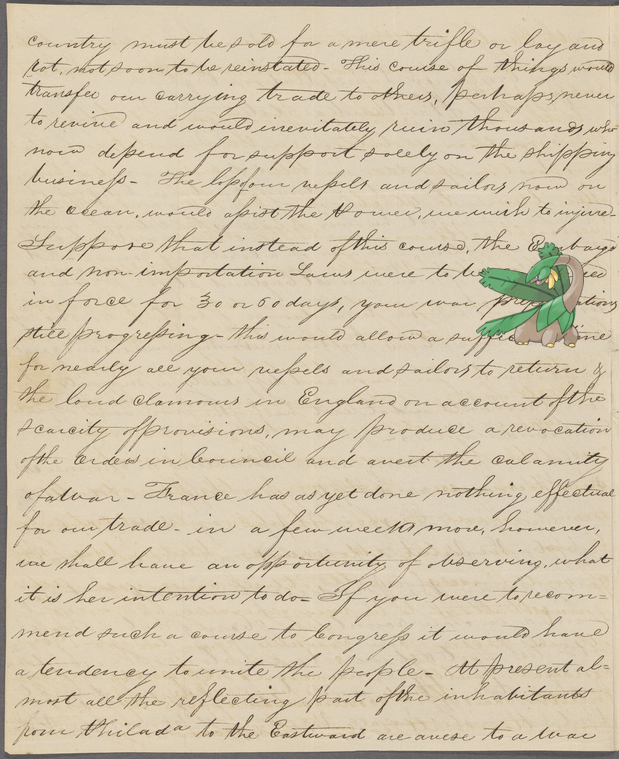 country must be sold for a mere trifle or lay and
rot, not soon to be reinstated - This course of things would
transfer our carrying trade to others, perhaps never
to revive and would inevitably ruin thousands who
now depend for support solely on the shipping
business - The loss of our vessels and sailors now on
the ocean, would assist the Power, we wish to injure -
Suppose that instead of this course, the Embargo
and non-importation Laws were to be
in force for 30 or 60 days, your war
still progressing - this would allow a
for nearly all your vessels and sailors to return &
the loud clamours in England on account of the
scarcity of provisions, may produce a revocation
of the orders in Council and avert the calamity
of a War - France has as yet done nothing effectual
for our trade - in a few weeks more, however,
we shall have an opportunity of observing, what
it is her intention to do - If you were to recom=
mend such a course to Congress it would have
a tendency to unite the people - At present al=
most all the reflecting part of the inhabitants
from Philada to the Eastward are averse to a War